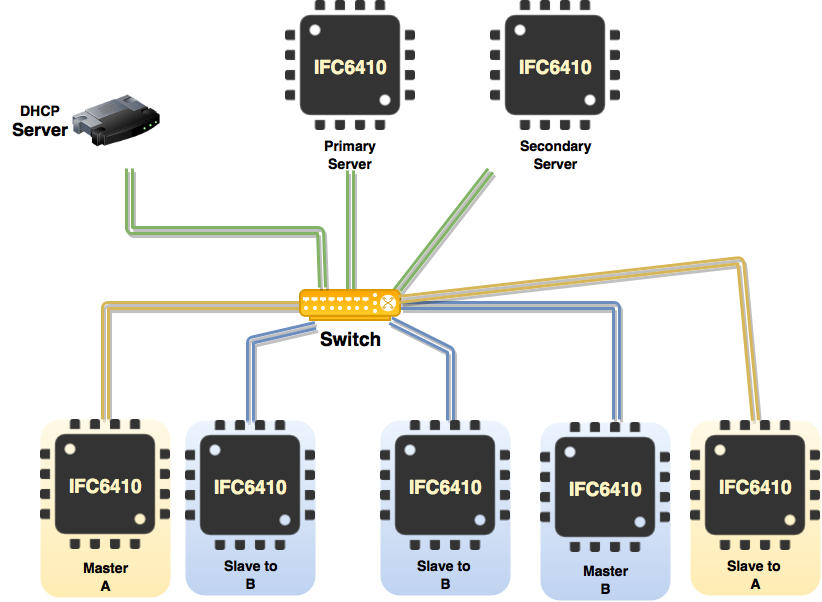 IFC6410
IFC6410
DHCP
Server
Primary
Server
Secondary
Server
Switch
IFC6410
IFC6410
IFC6410
IFC6410
IFC6410
Master
A
Slave to
B
Slave to
B
Master
B
Slave to
A